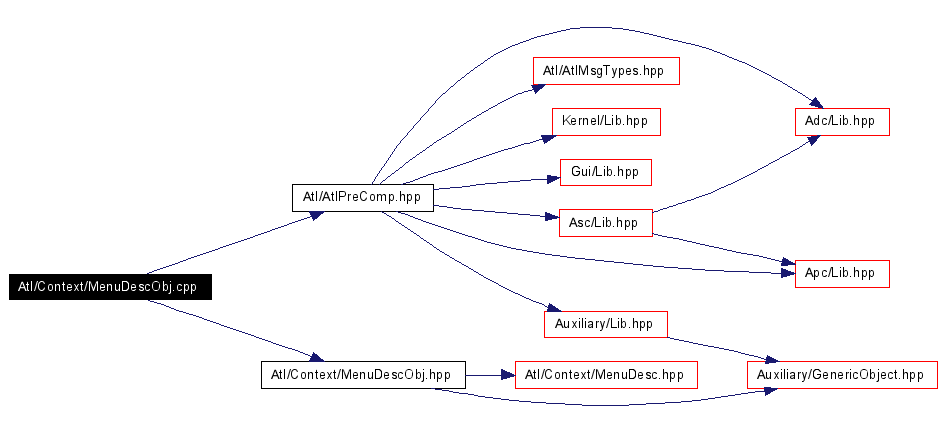 Atl/AtlMsgTypes.hpp
Kernel/Lib.hpp
Adc/Lib.hpp
Gui/Lib.hpp
Atl/AtlPreComp.hpp
Asc/Lib.hpp
Apc/Lib.hpp
Atl/Context/MenuDescObj.cpp
Auxiliary/Lib.hpp
Atl/Context/MenuDescObj.hpp
Atl/Context/MenuDesc.hpp
Auxiliary/GenericObject.hpp